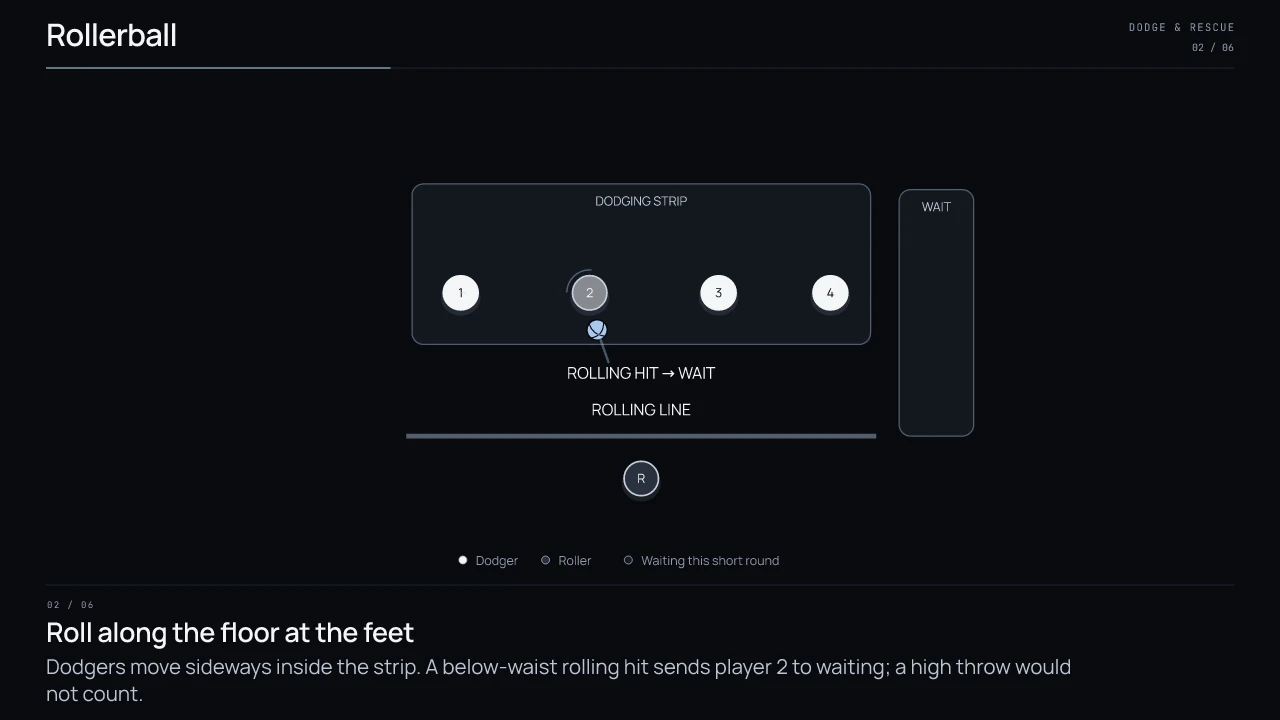 Rollerball
DODGE & RESCUE
02 / 06
DODGING STRIP
WAIT
1
2
3
4
ROLLING HIT → WAIT
ROLLING LINE
R
Dodger
Roller
Waiting this short round
02 / 06
Roll along the floor at the feet
Dodgers move sideways inside the strip. A below-waist rolling hit sends player 2 to waiting; a high throw would
not count.